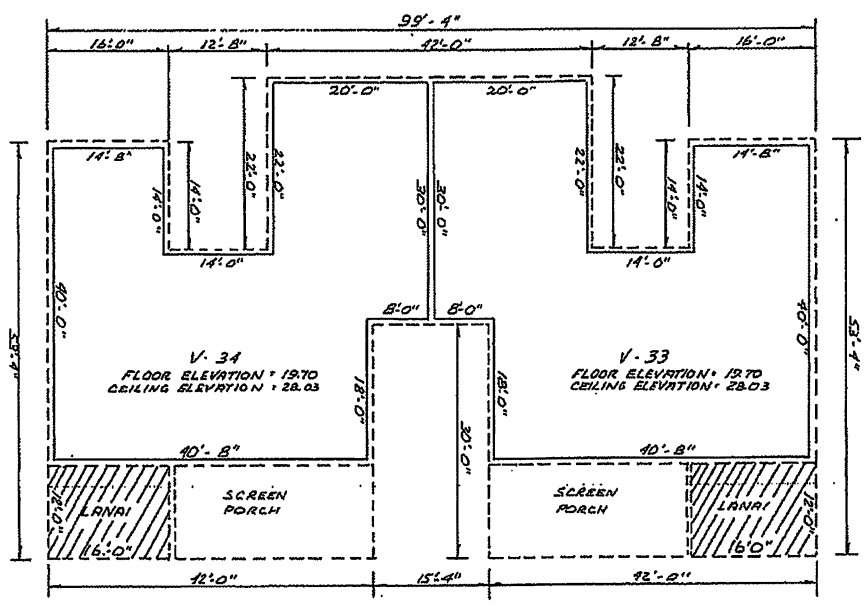 99'-4"
16'-0" 12'-8" 42'-0" 12'-8" 16'-0"
20'-0" 20'-0"
14'-8" 14'-8"
14'-0" 14'-0" 22'-0" 22'-0" 30'-0" 30'-0" 22'-0" 22'-0" 14'-0" 14'-0"
14'-0" 14'-0"
40'-0" 8'-0" 8'-0" 40'-0"
53'-4" 53'-4"
V-34 V-33
FLOOR ELEVATION = 19.70 FLOOR ELEVATION = 19.70
CEILING ELEVATION = 28.03 CEILING ELEVATION = 28.03
18'-0" 18'-0"
30'-0"
40'-8" 40'-8"
12'-0" LANAI SCREEN PORCH SCREEN PORCH LANAI 12'-0"
16'-0" 16'-0"
42'-0" 15'-4" 42'-0"